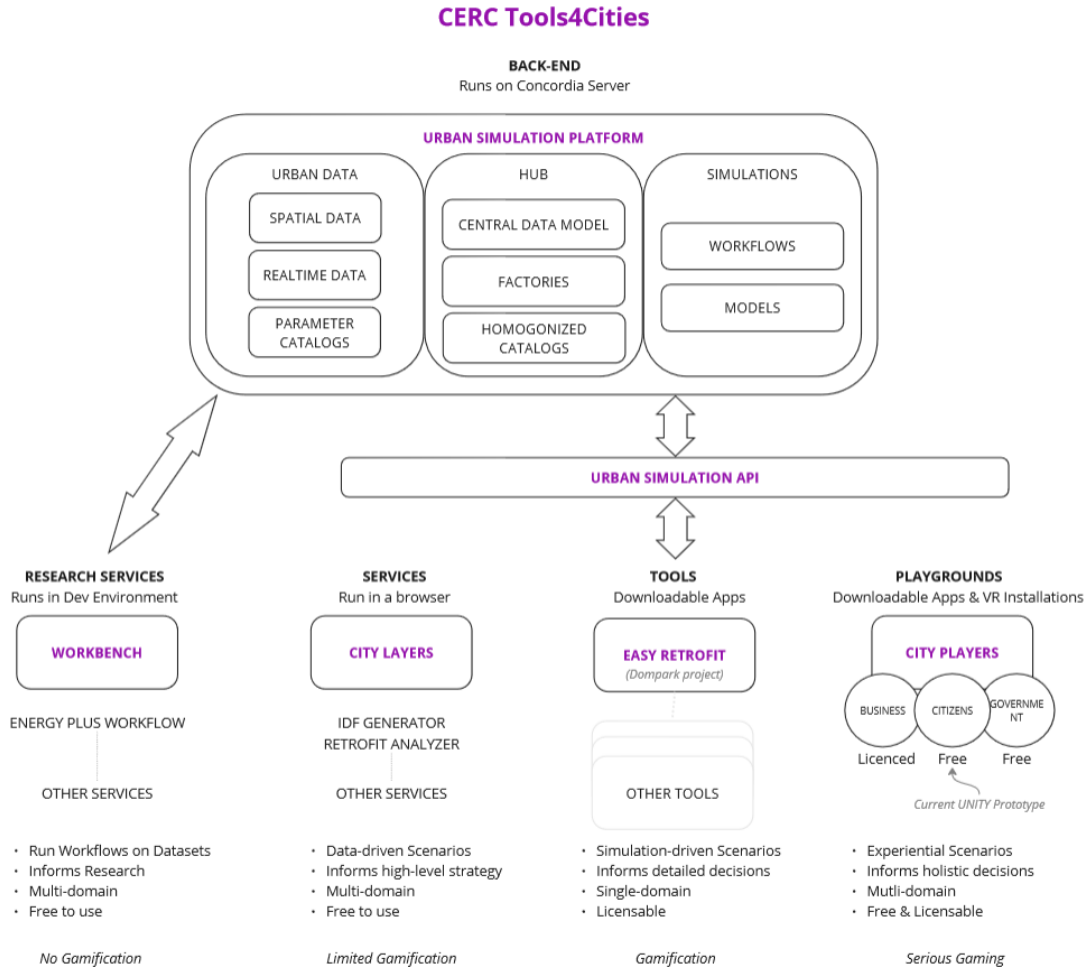 CERC Tools4Cities
BACK-END
Runs on Concordia Server
URBAN SIMULATION PLATFORM
URBAN DATA
SPATIAL DATA
REALTIME DATA
PARAMETER
CATALOGS
HUB
CENTRAL DATA MODEL
FACTORIES
HOMOGONIZED
CATALOGS
SIMULATIONS
WORKFLOWS
MODELS
URBAN SIMULATION API
RESEARCH SERVICES
Runs in Dev Environment
WORKBENCH
ENERGY PLUS WORKFLOW
OTHER SERVICES
· Run Workflows on Datasets
· Informs Research
· Multi-domain
· Free to use
No Gamification
SERVICES
Run in a browser
CITY LAYERS
IDF GENERATOR
RETROFIT ANALYZER
OTHER SERVICES
· Data-driven Scenarios
· Informs high-level strategy
· Multi-domain
· Free to use
Limited Gamification
TOOLS
Downloadable Apps
EASY RETROFIT
(Dompark project)
OTHER TOOLS
· Simulation-driven Scenarios
· Informs detailed decisions
· Single-domain
· Licensable
Gamification
PLAYGROUNDS
Downloadable Apps & VR Installations
CITY PLAYERS
BUSINESS
CITIZENS
GOVERNME
NT
Licenced
Free
Free
Current UNITY Prototype
· Experiential Scenarios
· Informs holistic decisions
· Mutli-domain
· Free & Licensable
Serious Gaming